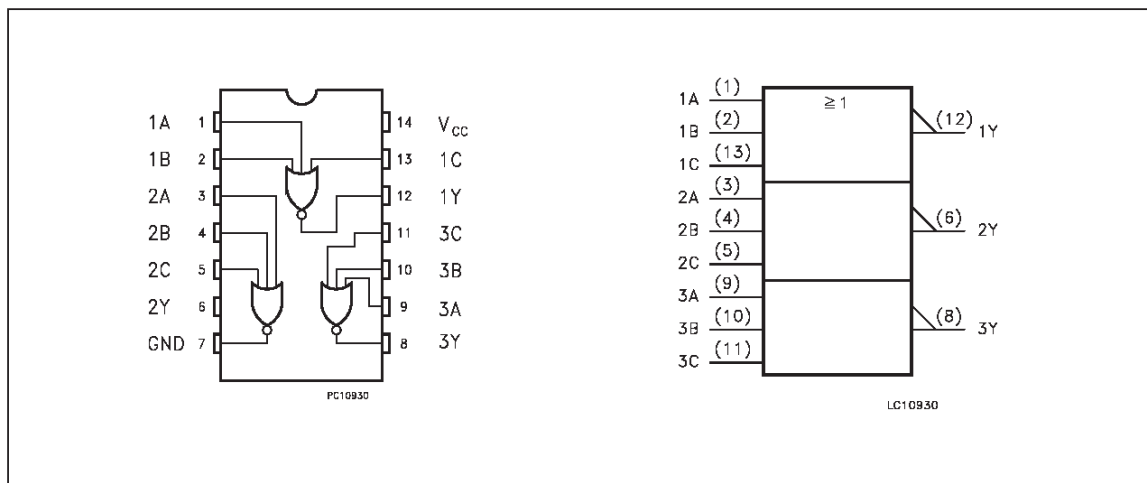 1A 1 14 V_CC
1B 2 13 1C
2A 3 12 1Y
2B 4 11 3C
2C 5 10 3B
2Y 6 9 3A
GND 7 8 3Y
PC10930
≧1
1A (1)
1B (2)
1C (13)
2A (3)
2B (4)
2C (5)
3A (9)
3B (10)
3C (11)
(12) 1Y
(6) 2Y
(8) 3Y
LC10930